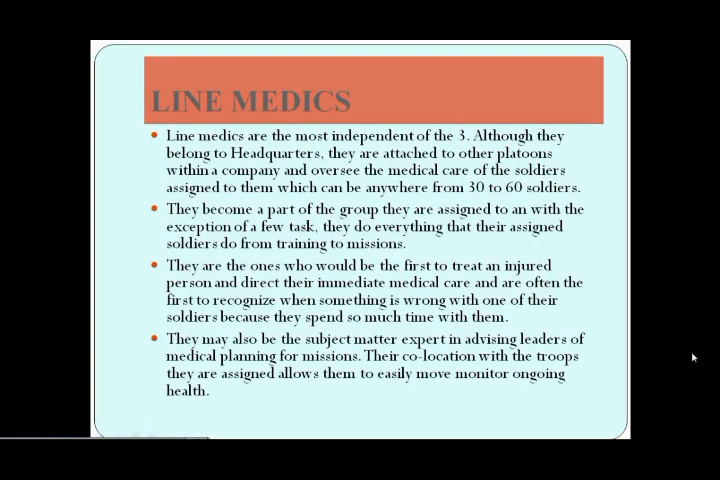 LINE MEDICS
• Line medics are the most independent of the 3. Although they
belong to Headquarters, they are attached to other platoons
within a company and oversee the medical care of the soldiers
assigned to them which can be anywhere from 30 to 60 soldiers.
• They become a part of the group they are assigned to an with the
exception of a few task, they do everything that their assigned
soldiers do from training to missions.
• They are the ones who would be the first to treat an injured
person and direct their immediate medical care and are often the
first to recognize when something is wrong with one of their
soldiers because they spend so much time with them.
• They may also be the subject matter expert in advising leaders of
medical planning for missions. Their co-location with the troops
they are assigned allows them to easily move monitor ongoing
health.